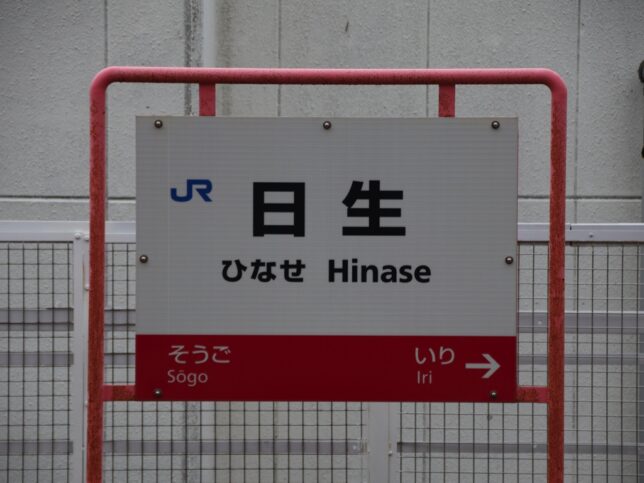 JR 日生
ひなせ Hinase
そうご いり →
Sōgo Iri